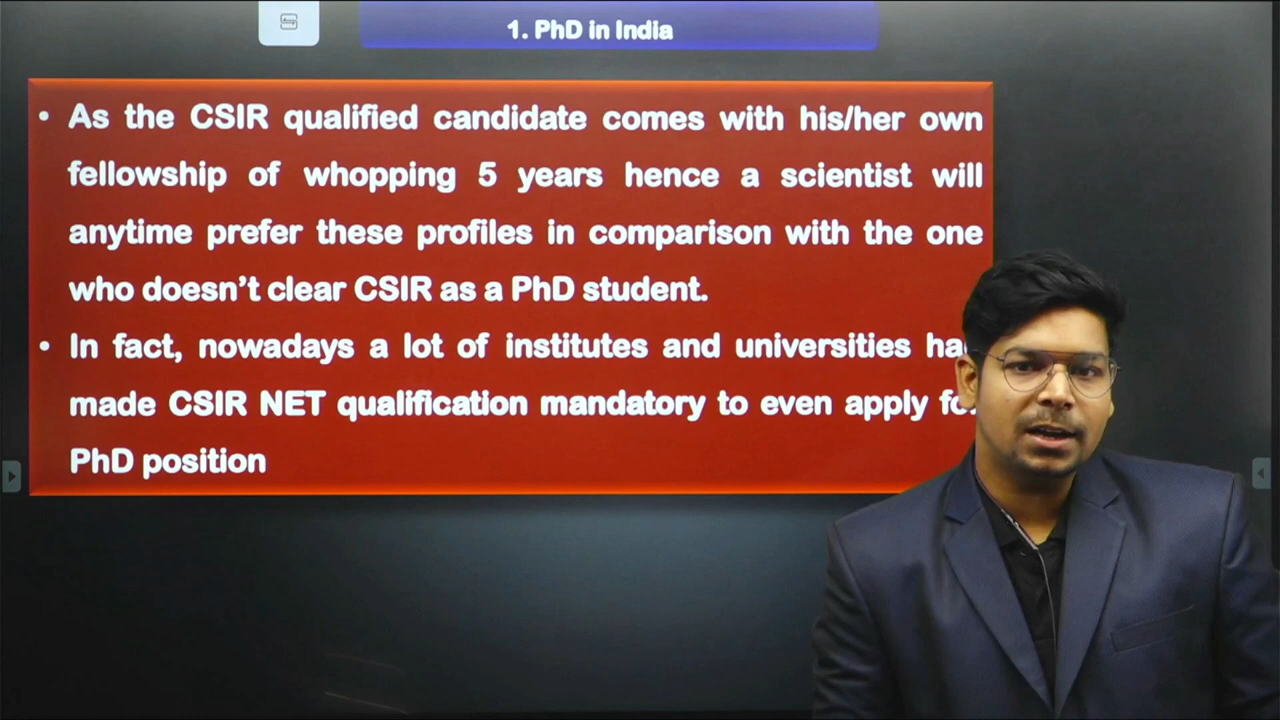 1. PhD in India
• As the CSIR qualified candidate comes with his/her own
fellowship of whopping 5 years hence a scientist will
anytime prefer these profiles in comparison with the one
who doesn't clear CSIR as a PhD student.
• In fact, nowadays a lot of institutes and universities
made CSIR NET qualification mandatory to even apply
PhD position